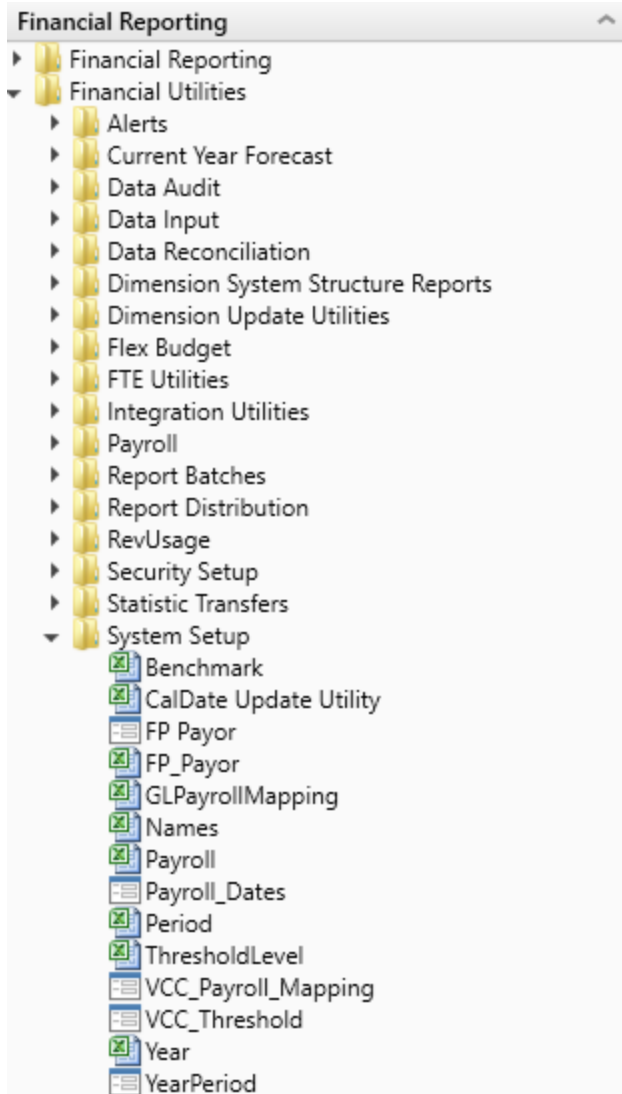 Financial Reporting
Financial Reporting
Financial Utilities
Alerts
Current Year Forecast
Data Audit
Data Input
Data Reconciliation
Dimension System Structure Reports
Dimension Update Utilities
Flex Budget
FTE Utilities
Integration Utilities
Payroll
Report Batches
Report Distribution
RevUsage
Security Setup
Statistic Transfers
System Setup
Benchmark
CalDate Update Utility
FP Payor
FP_Payor
GLPayrollMapping
Names
Payroll
Payroll_Dates
Period
ThresholdLevel
VCC_Payroll_Mapping
VCC_Threshold
Year
YearPeriod